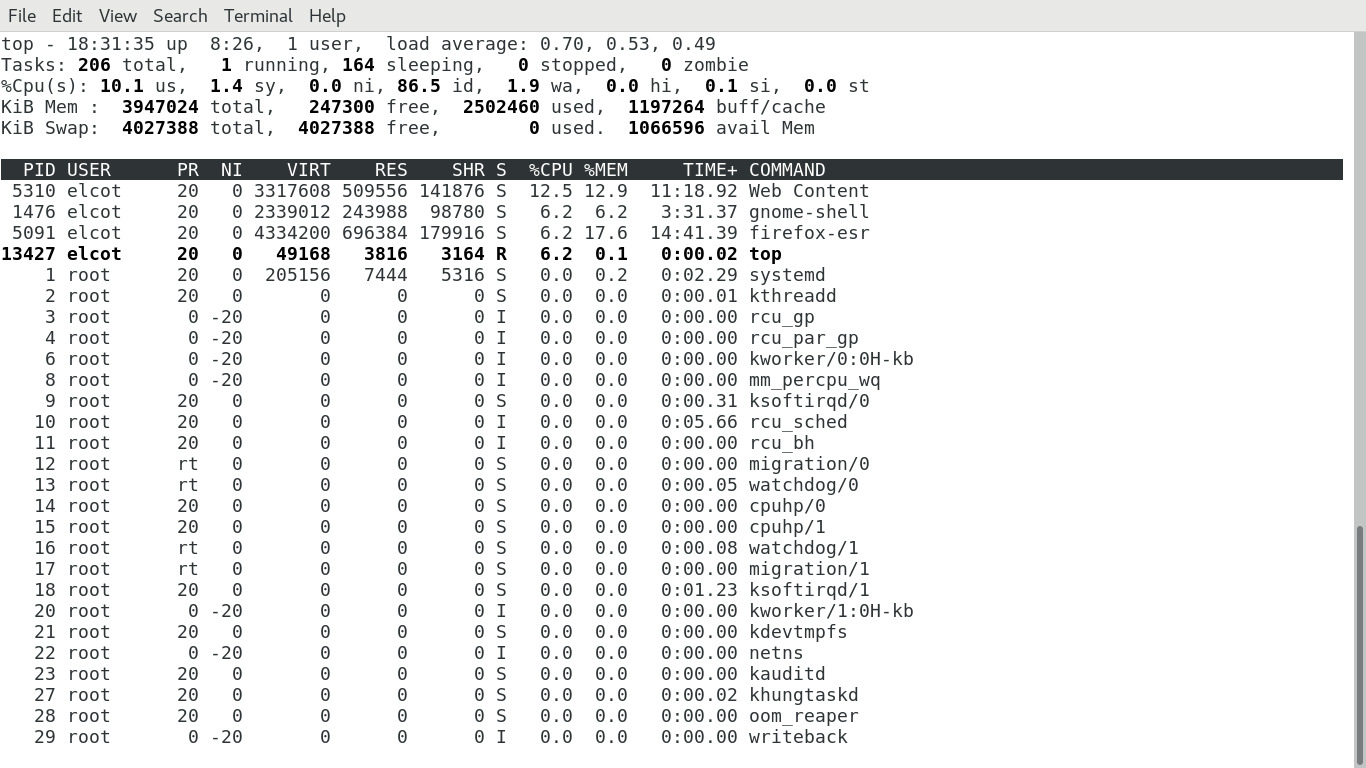 File Edit View Search Terminal Help
top - 18:31:35 up  8:26,  1 user,  load average: 0.70, 0.53, 0.49
Tasks: 206 total,   1 running, 164 sleeping,   0 stopped,   0 zombie
%Cpu(s): 10.1 us,  1.4 sy,  0.0 ni, 86.5 id,  1.9 wa,  0.0 hi,  0.1 si,  0.0 st
KiB Mem :  3947024 total,   247300 free,  2502460 used,  1197264 buff/cache
KiB Swap:  4027388 total,  4027388 free,        0 used.  1066596 avail Mem
  PID USER      PR  NI    VIRT    RES    SHR S  %CPU %MEM     TIME+ COMMAND
 5310 elcot     20   0 3317608 509556 141876 S  12.5 12.9  11:18.92 Web Content
 1476 elcot     20   0 2339012 243988  98780 S   6.2  6.2   3:31.37 gnome-shell
 5091 elcot     20   0 4334200 696384 179916 S   6.2 17.6  14:41.39 firefox-esr
13427 elcot     20   0   49168   3816   3164 R   6.2  0.1   0:00.02 top
    1 root      20   0  205156   7444   5316 S   0.0  0.2   0:02.29 systemd
    2 root      20   0       0      0      0 S   0.0  0.0   0:00.01 kthreadd
    3 root       0 -20       0      0      0 I   0.0  0.0   0:00.00 rcu_gp
    4 root       0 -20       0      0      0 I   0.0  0.0   0:00.00 rcu_par_gp
    6 root       0 -20       0      0      0 I   0.0  0.0   0:00.00 kworker/0:0H-kb
    8 root       0 -20       0      0      0 I   0.0  0.0   0:00.00 mm_percpu_wq
    9 root      20   0       0      0      0 S   0.0  0.0   0:00.31 ksoftirqd/0
   10 root      20   0       0      0      0 I   0.0  0.0   0:05.66 rcu_sched
   11 root      20   0       0      0      0 I   0.0  0.0   0:00.00 rcu_bh
   12 root      rt   0       0      0      0 S   0.0  0.0   0:00.00 migration/0
   13 root      rt   0       0      0      0 S   0.0  0.0   0:00.05 watchdog/0
   14 root      20   0       0      0      0 S   0.0  0.0   0:00.00 cpuhp/0
   15 root      20   0       0      0      0 S   0.0  0.0   0:00.00 cpuhp/1
   16 root      rt   0       0      0      0 S   0.0  0.0   0:00.08 watchdog/1
   17 root      rt   0       0      0      0 S   0.0  0.0   0:00.00 migration/1
   18 root      20   0       0      0      0 S   0.0  0.0   0:01.23 ksoftirqd/1
   20 root       0 -20       0      0      0 I   0.0  0.0   0:00.00 kworker/1:0H-kb
   21 root      20   0       0      0      0 S   0.0  0.0   0:00.00 kdevtmpfs
   22 root       0 -20       0      0      0 I   0.0  0.0   0:00.00 netns
   23 root      20   0       0      0      0 S   0.0  0.0   0:00.00 kauditd
   27 root      20   0       0      0      0 S   0.0  0.0   0:00.02 khungtaskd
   28 root      20   0       0      0      0 S   0.0  0.0   0:00.00 oom_reaper
   29 root       0 -20       0      0      0 I   0.0  0.0   0:00.00 writeback